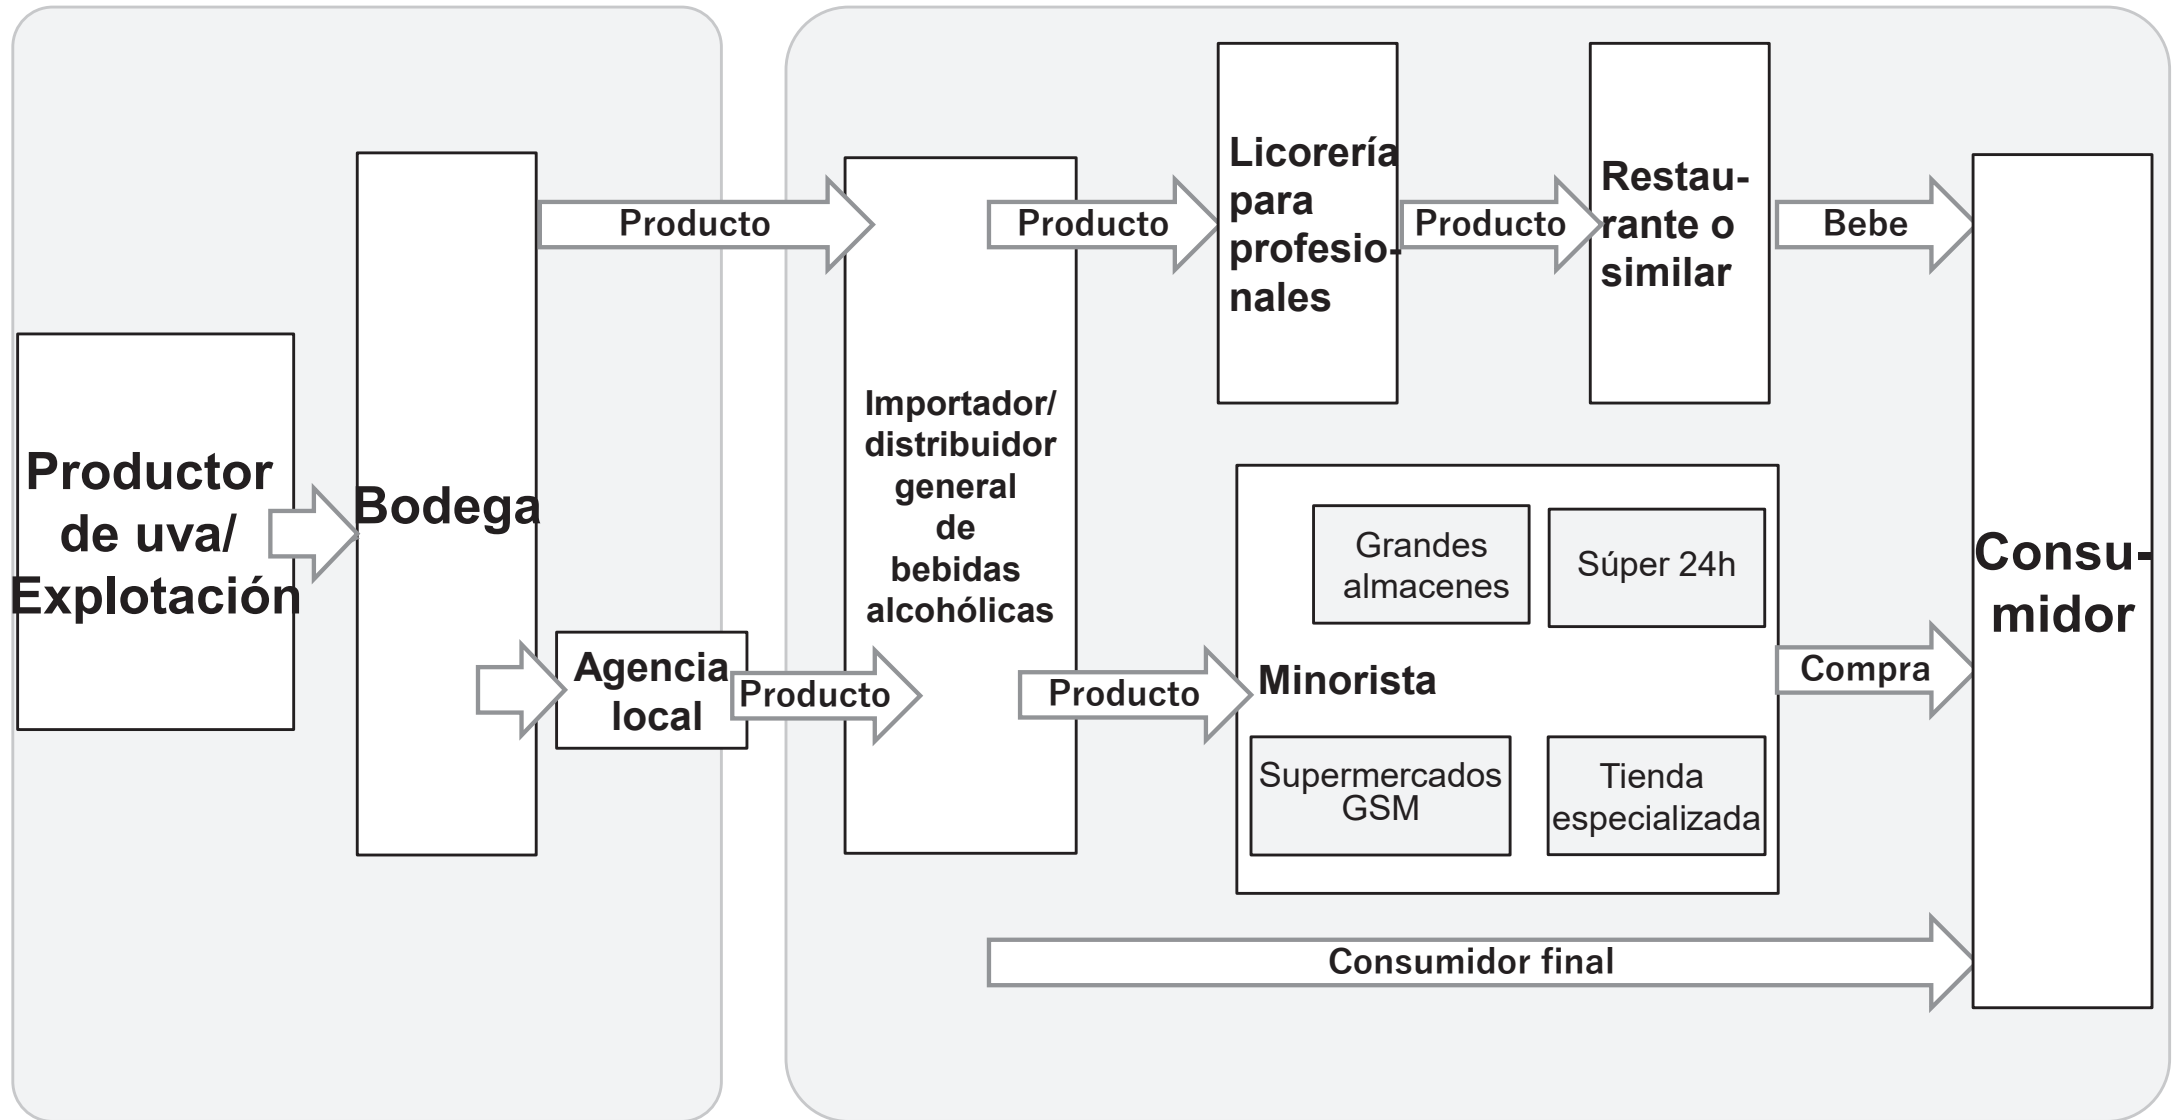 Productor
de uva/
Explotación
Bodega
Producto
Agencia
local
Producto
Importador/
distribuidor
general
de
bebidas
alcohólicas
Producto
Licorería
para
profesio-
nales
Producto
Restau-
rante o
similar
Bebe
Producto
Minorista
Grandes
almacenes
Súper 24h
Supermercados
GSM
Tienda
especializada
Compra
Consumidor final
Consu-
midor